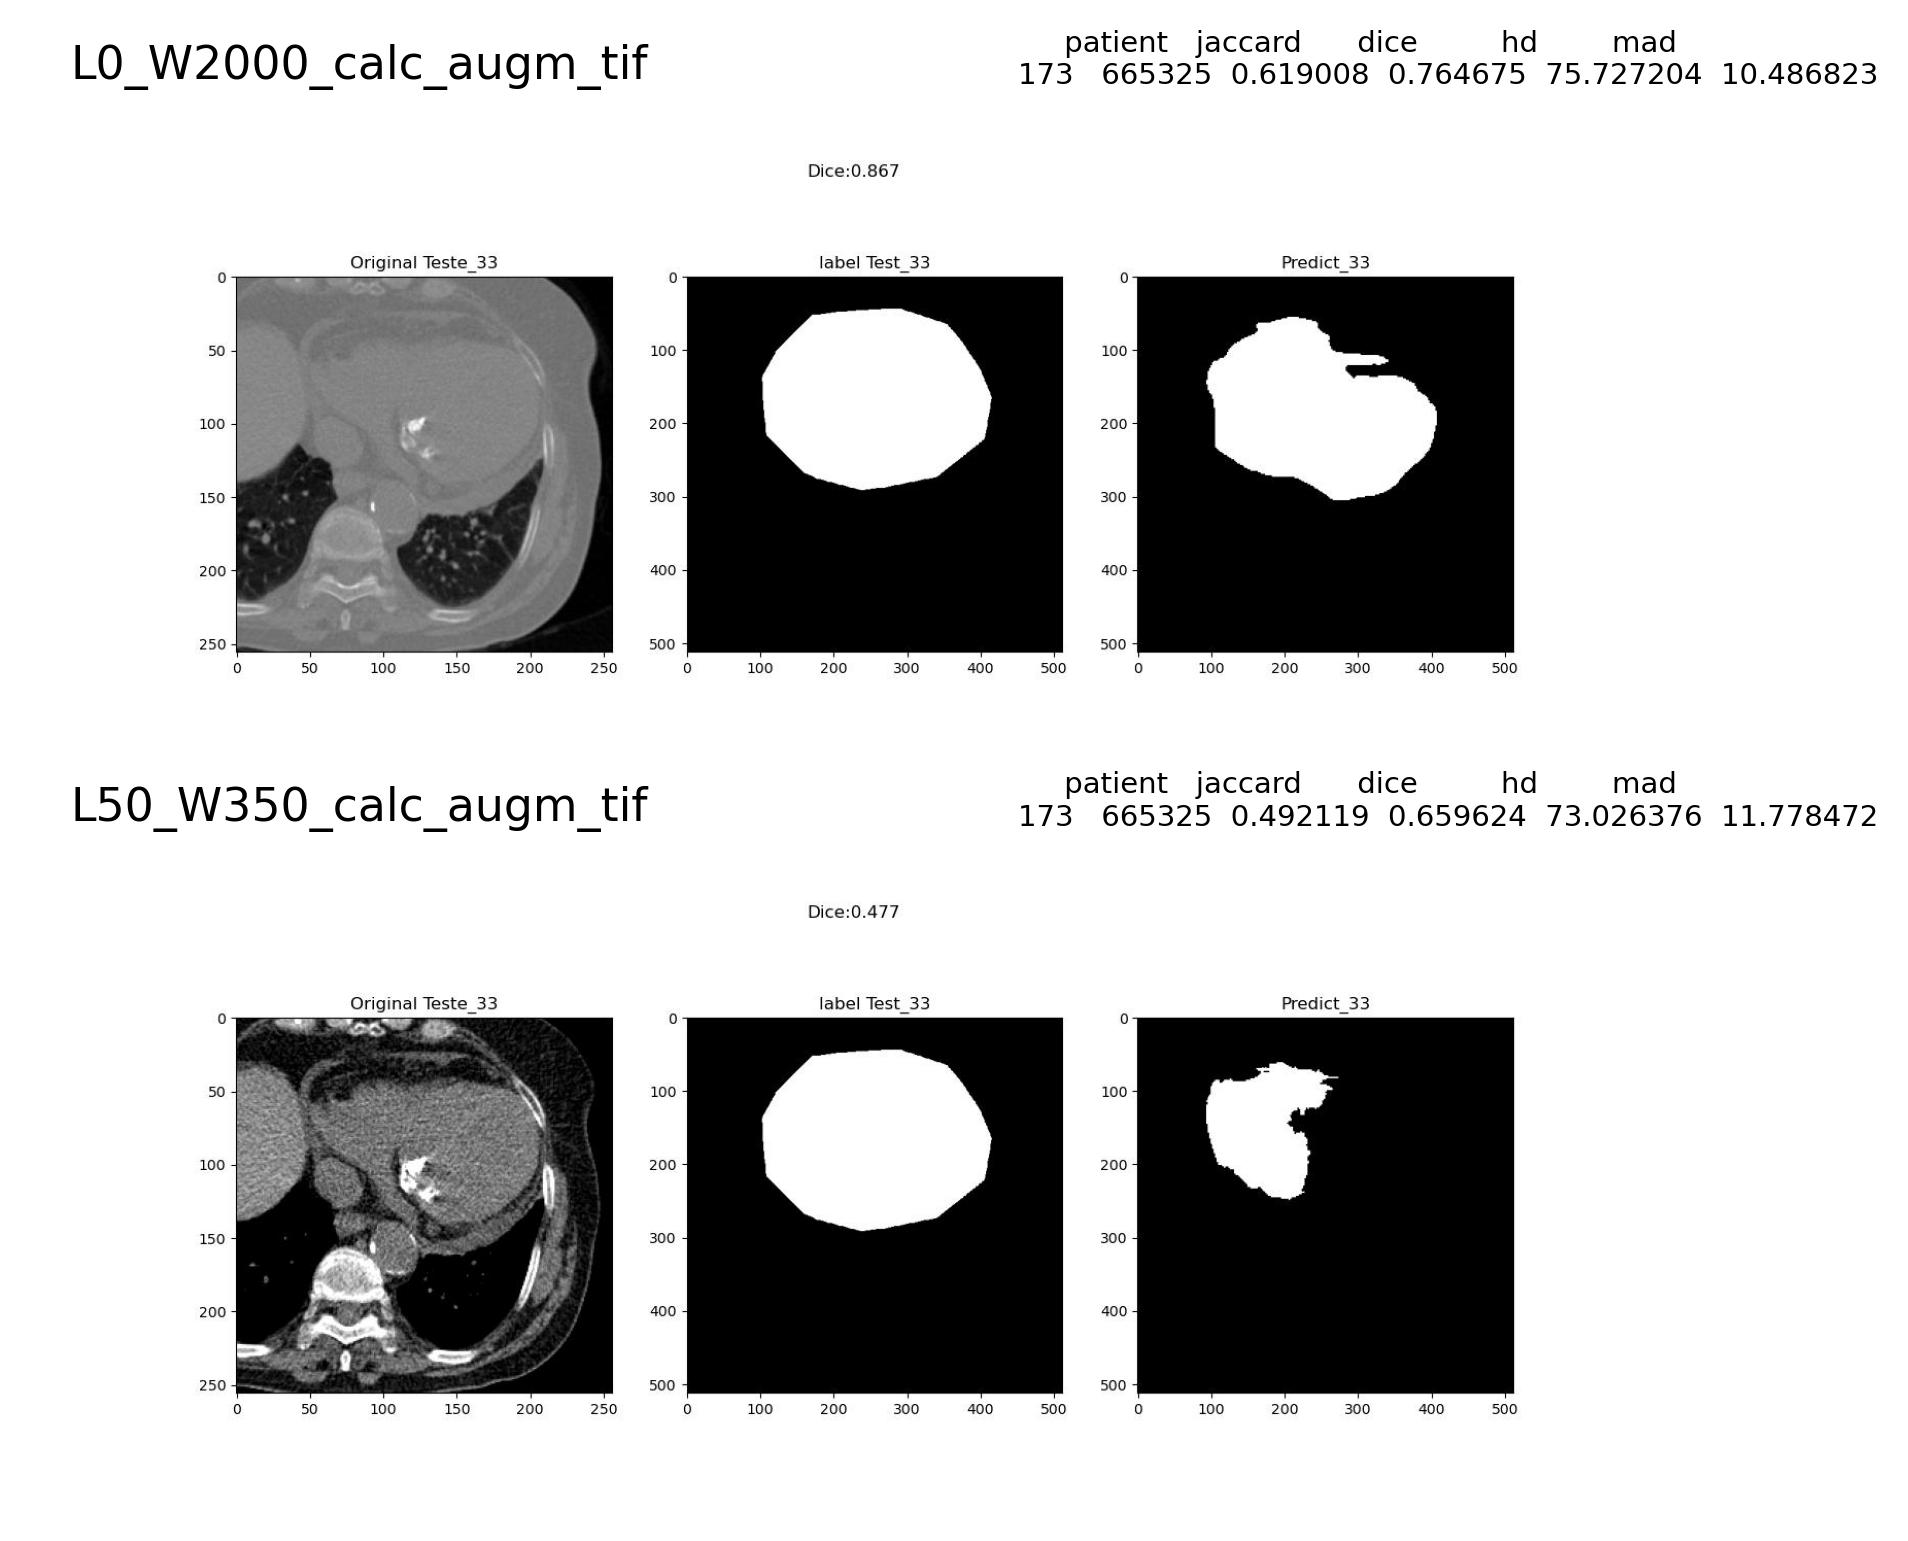 L0_W2000_calc_augm_tif
patient jaccard dice hd mad
173 665325 0.619008 0.764675 75.727204 10.486823
Dice:0.867
Original Teste_33
label Test_33
Predict_33
0
50
100
150
200
250
0 50 100 150 200 250
0
100
200
300
400
500
0 100 200 300 400 500
0
100
200
300
400
500
0 100 200 300 400 500
L50_W350_calc_augm_tif
patient jaccard dice hd mad
173 665325 0.492119 0.659624 73.026376 11.778472
Dice:0.477
Original Teste_33
label Test_33
Predict_33
0
50
100
150
200
250
0 50 100 150 200 250
0
100
200
300
400
500
0 100 200 300 400 500
0
100
200
300
400
500
0 100 200 300 400 500